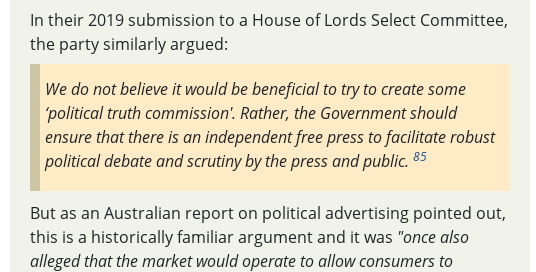 In their 2019 submission to a House of Lords Select Committee,
the party similarly argued:
We do not believe it would be beneficial to try to create some
‘political truth commission'. Rather, the Government should
ensure that there is an independent free press to facilitate robust
political debate and scrutiny by the press and public. 85
But as an Australian report on political advertising pointed out,
this is a historically familiar argument and it was "once also
alleged that the market would operate to allow consumers to